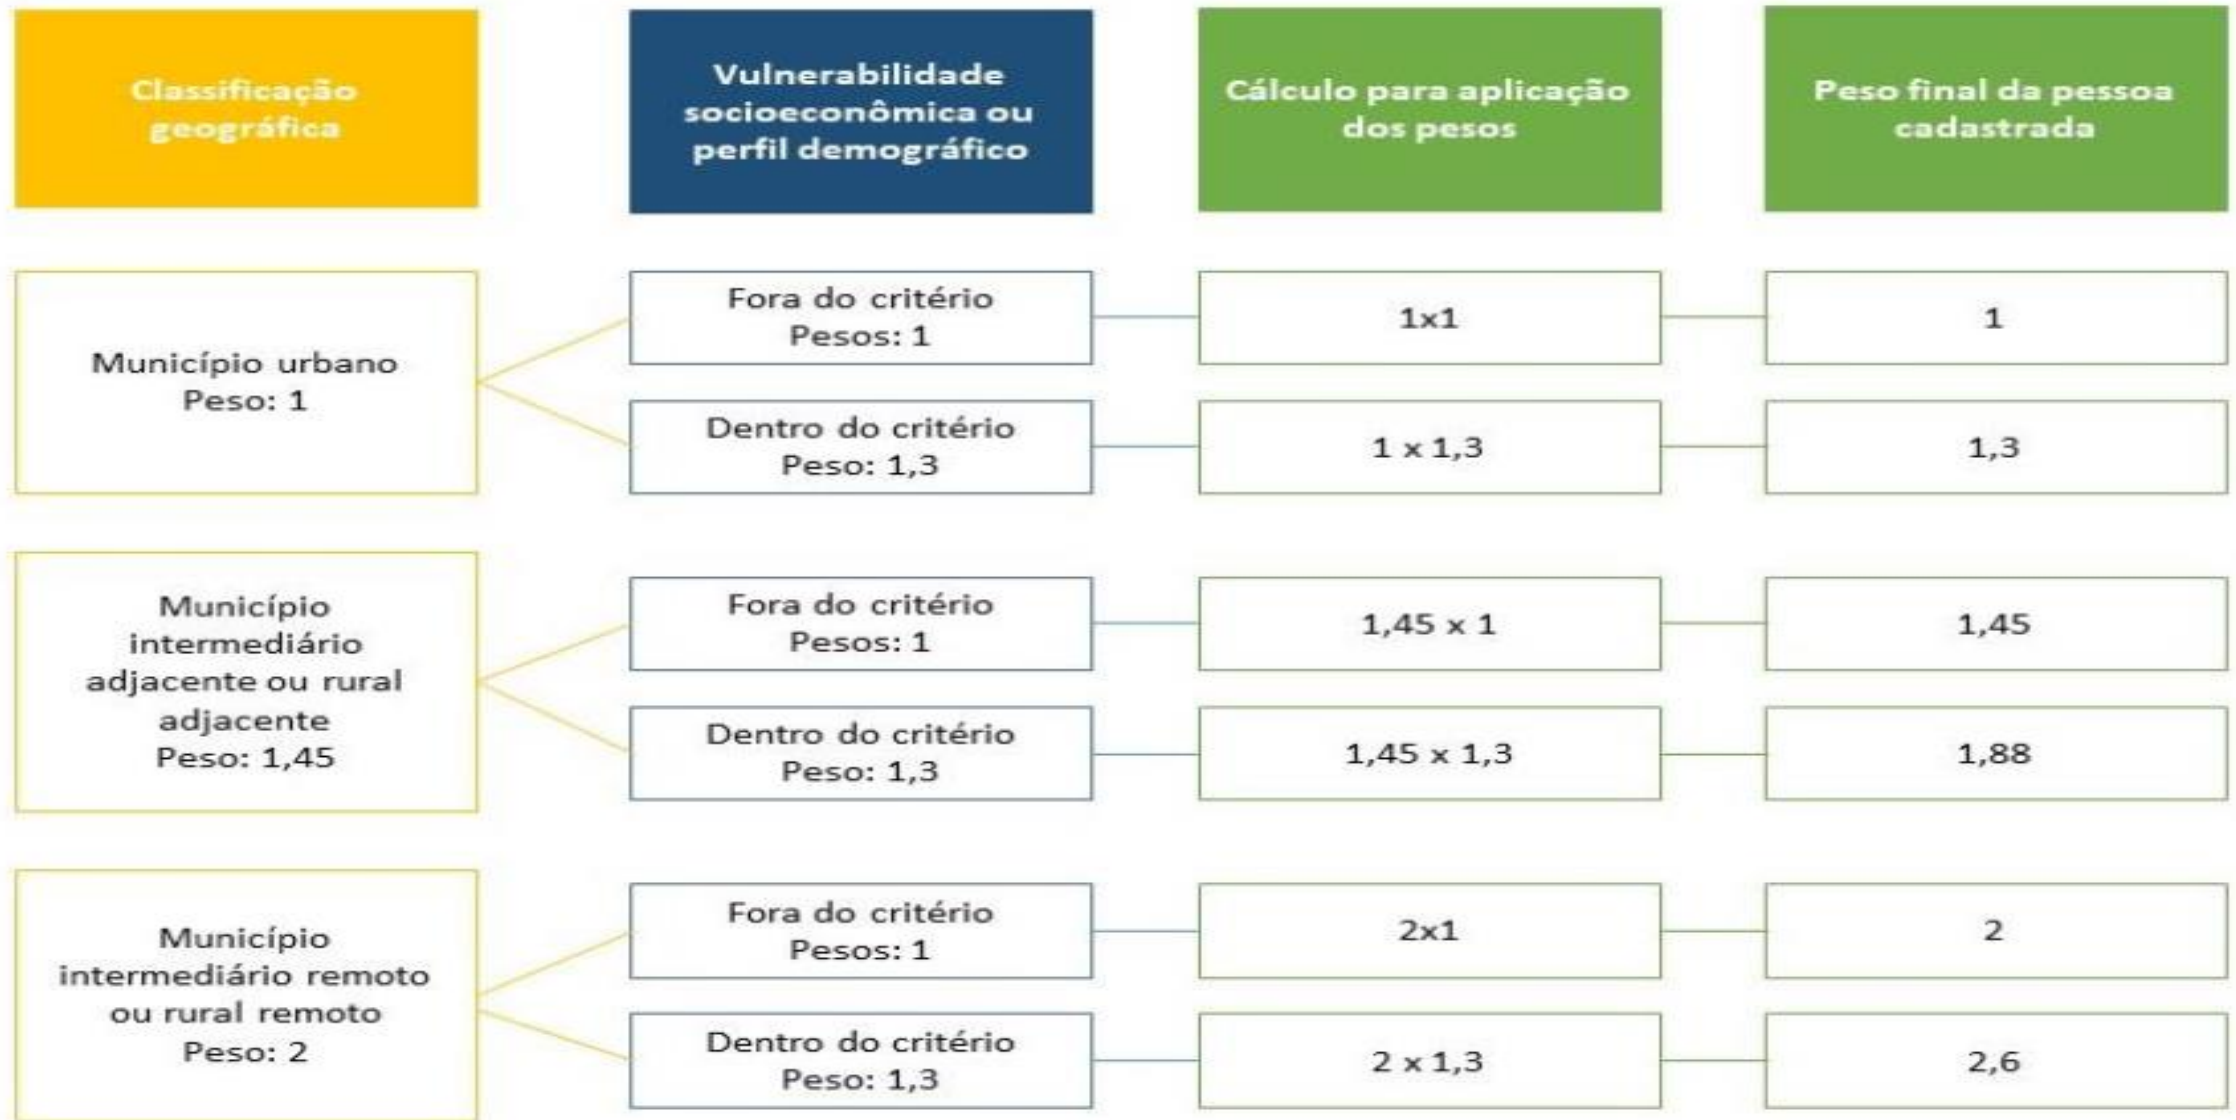 Classificação
geográfica
Vulnerabilidade
socioeconômica ou
perfil demográfico
Cálculo para aplicação
dos pesos
Peso final da pessoa
cadastrada
Município urbano
Peso: 1
Fora do critério
Pesos: 1
1x1
1
Dentro do critério
Peso: 1,3
1 x 1,3
1,3
Município
intermediário
adjacente ou rural
adjacente
Peso: 1,45
Fora do critério
Pesos: 1
1,45 x 1
1,45
Dentro do critério
Peso: 1,3
1,45 x 1,3
1,88
Município
intermediário remoto
ou rural remoto
Peso: 2
Fora do critério
Pesos: 1
2x1
2
Dentro do critério
Peso: 1,3
2 x 1,3
2,6